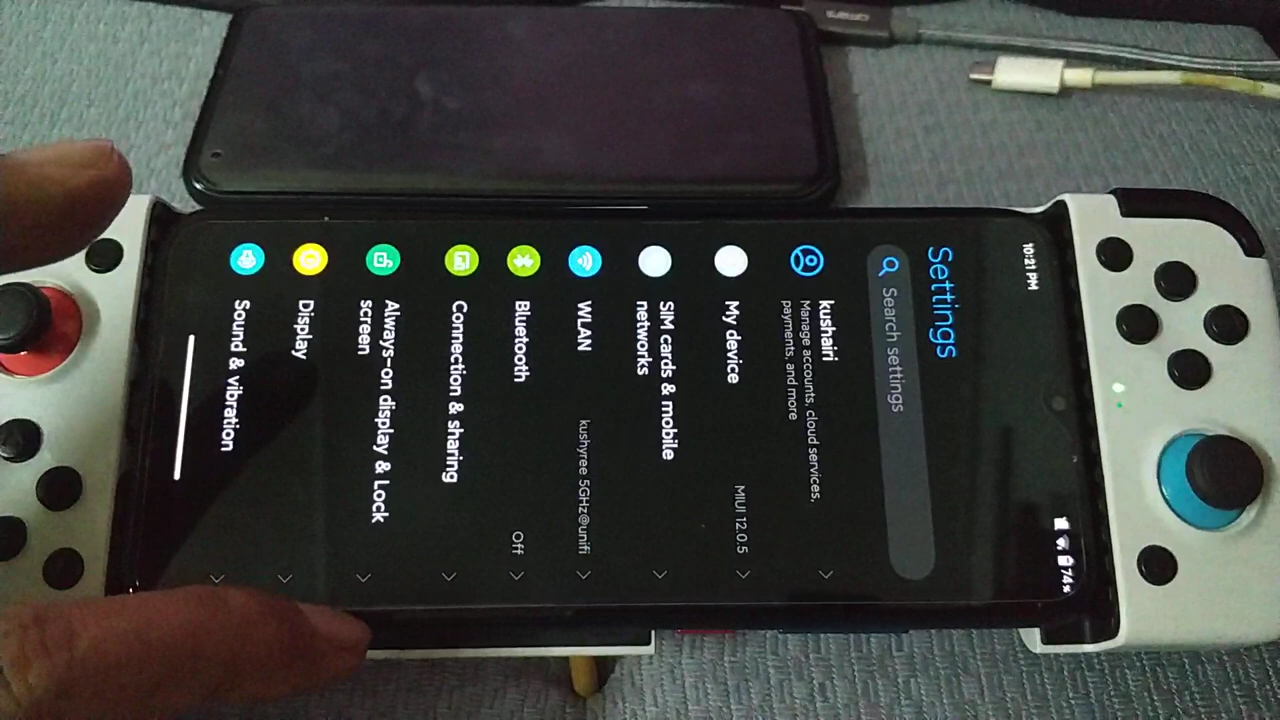 10:21 PM
74%
Settings
Search settings
kushairi
Manage accounts, cloud services,
payments, and more
My device
MIUI 12.0.5
SIM cards & mobile
networks
WLAN
kushyree 5GHz@unifi
Bluetooth
Off
Connection & sharing
Always-on display & Lock
screen
Display
Sound & vibration